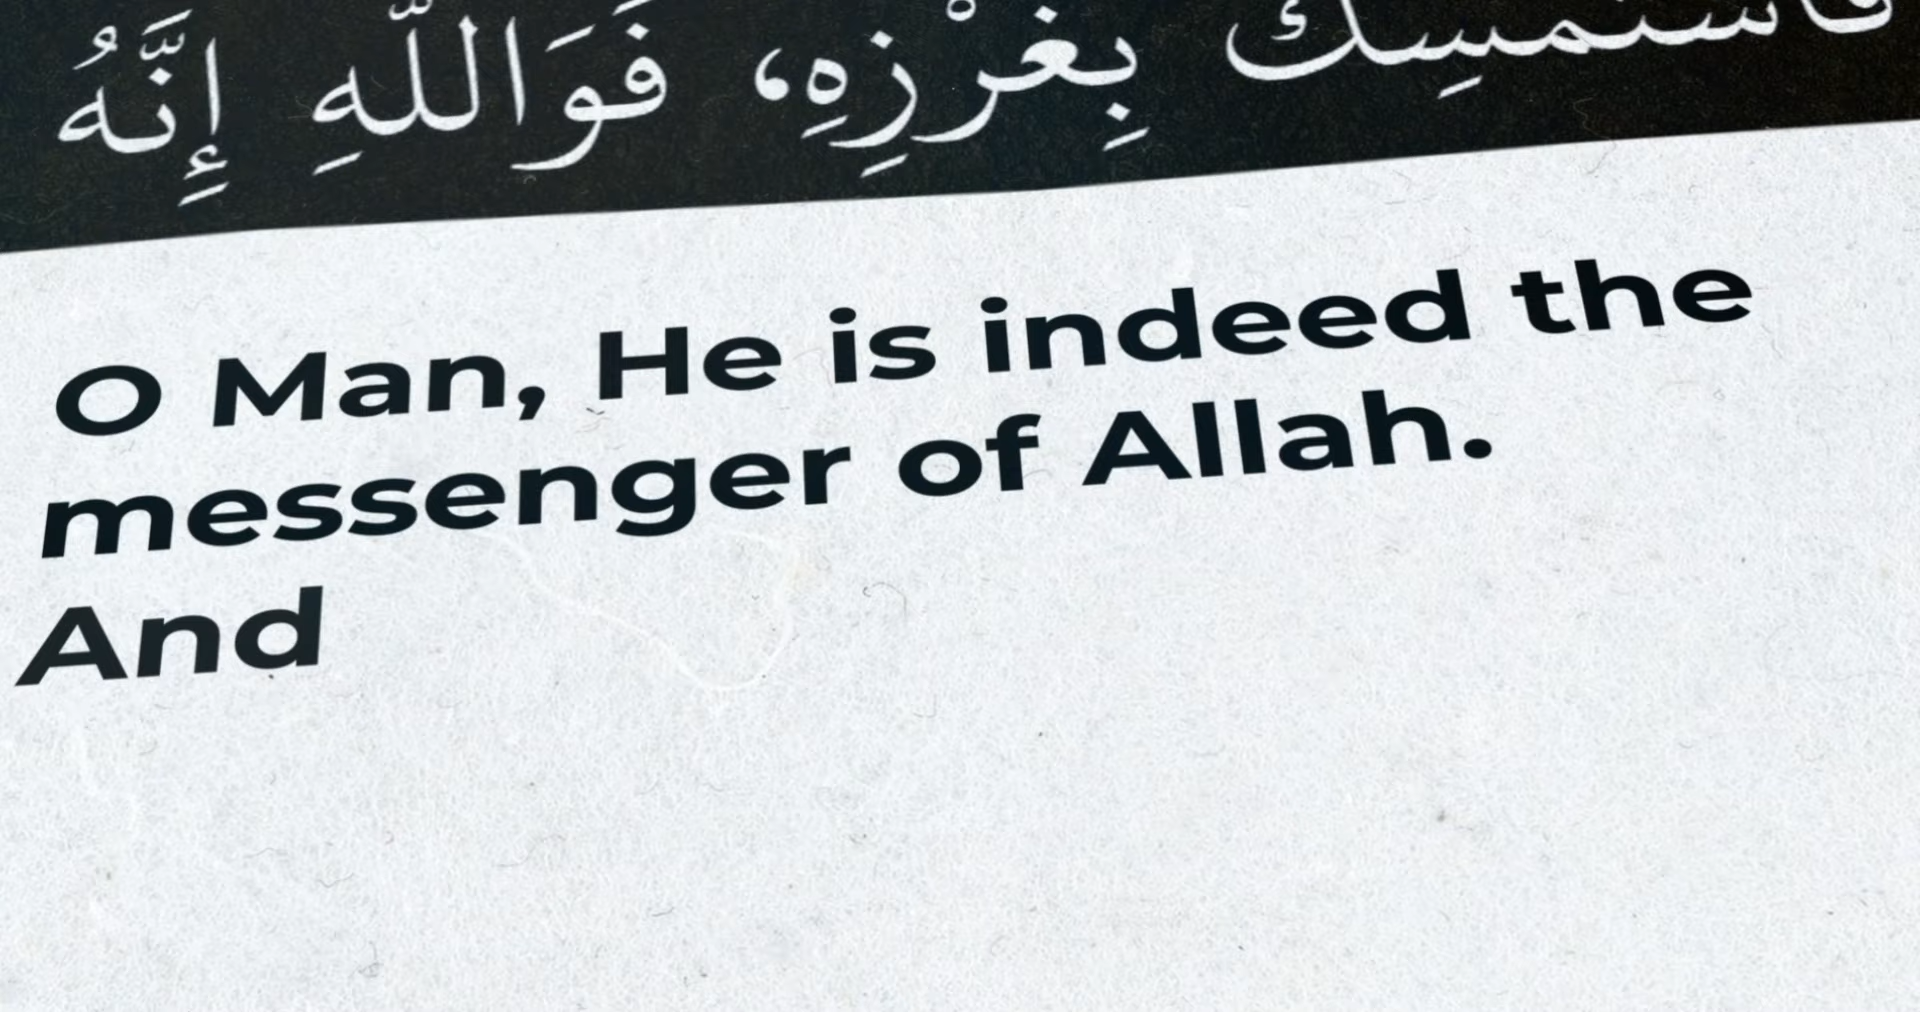 فَاسْتَمْسِكْ بِغَرْزِهِ، فَوَاللَّهِ إِنَّهُ
O Man, He is indeed the
messenger of Allah.
And